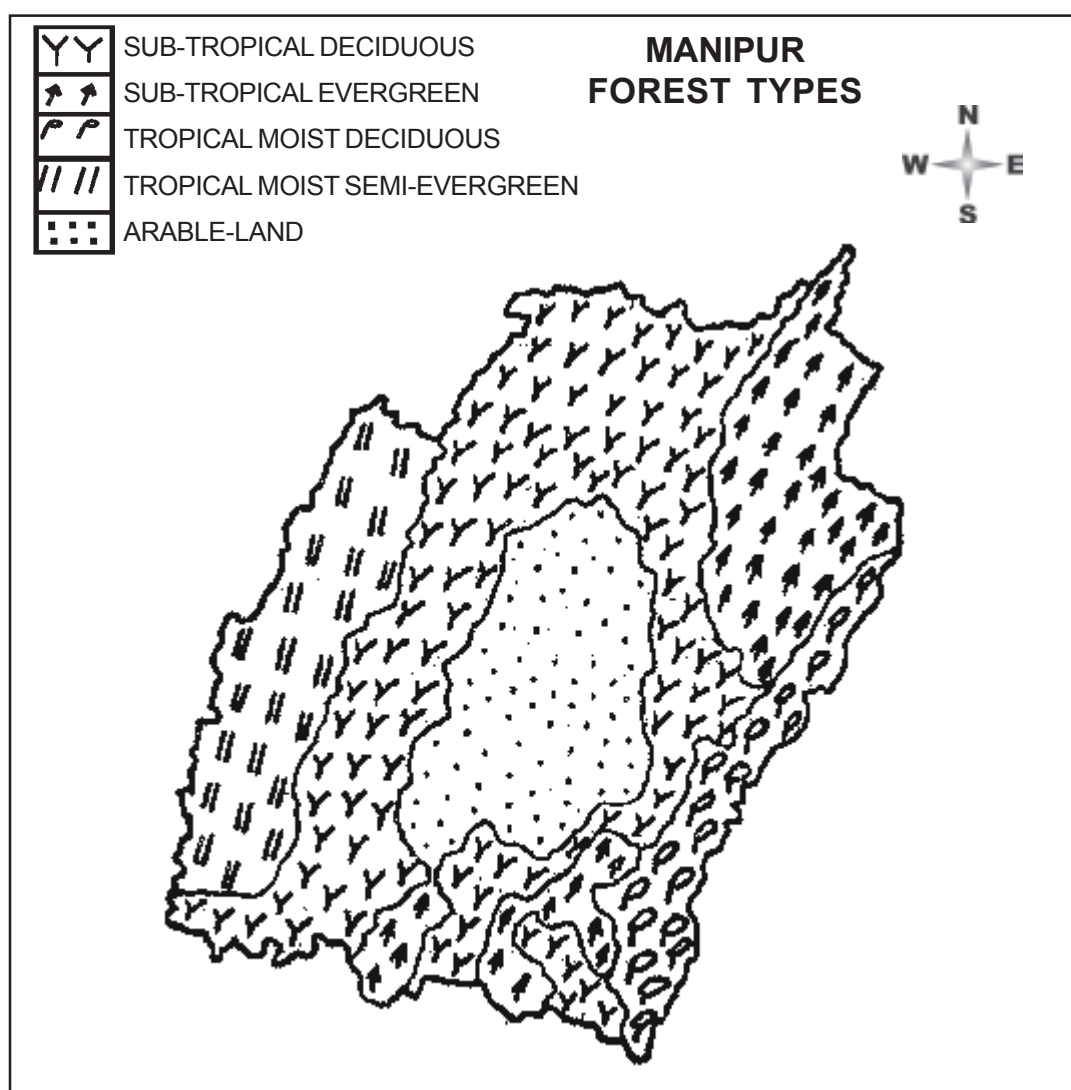 SUB-TROPICAL DECIDUOUS
SUB-TROPICAL EVERGREEN
TROPICAL MOIST DECIDUOUS
TROPICAL MOIST SEMI-EVERGREEN
ARABLE-LAND
MANIPUR
FOREST TYPES
N
W E
S